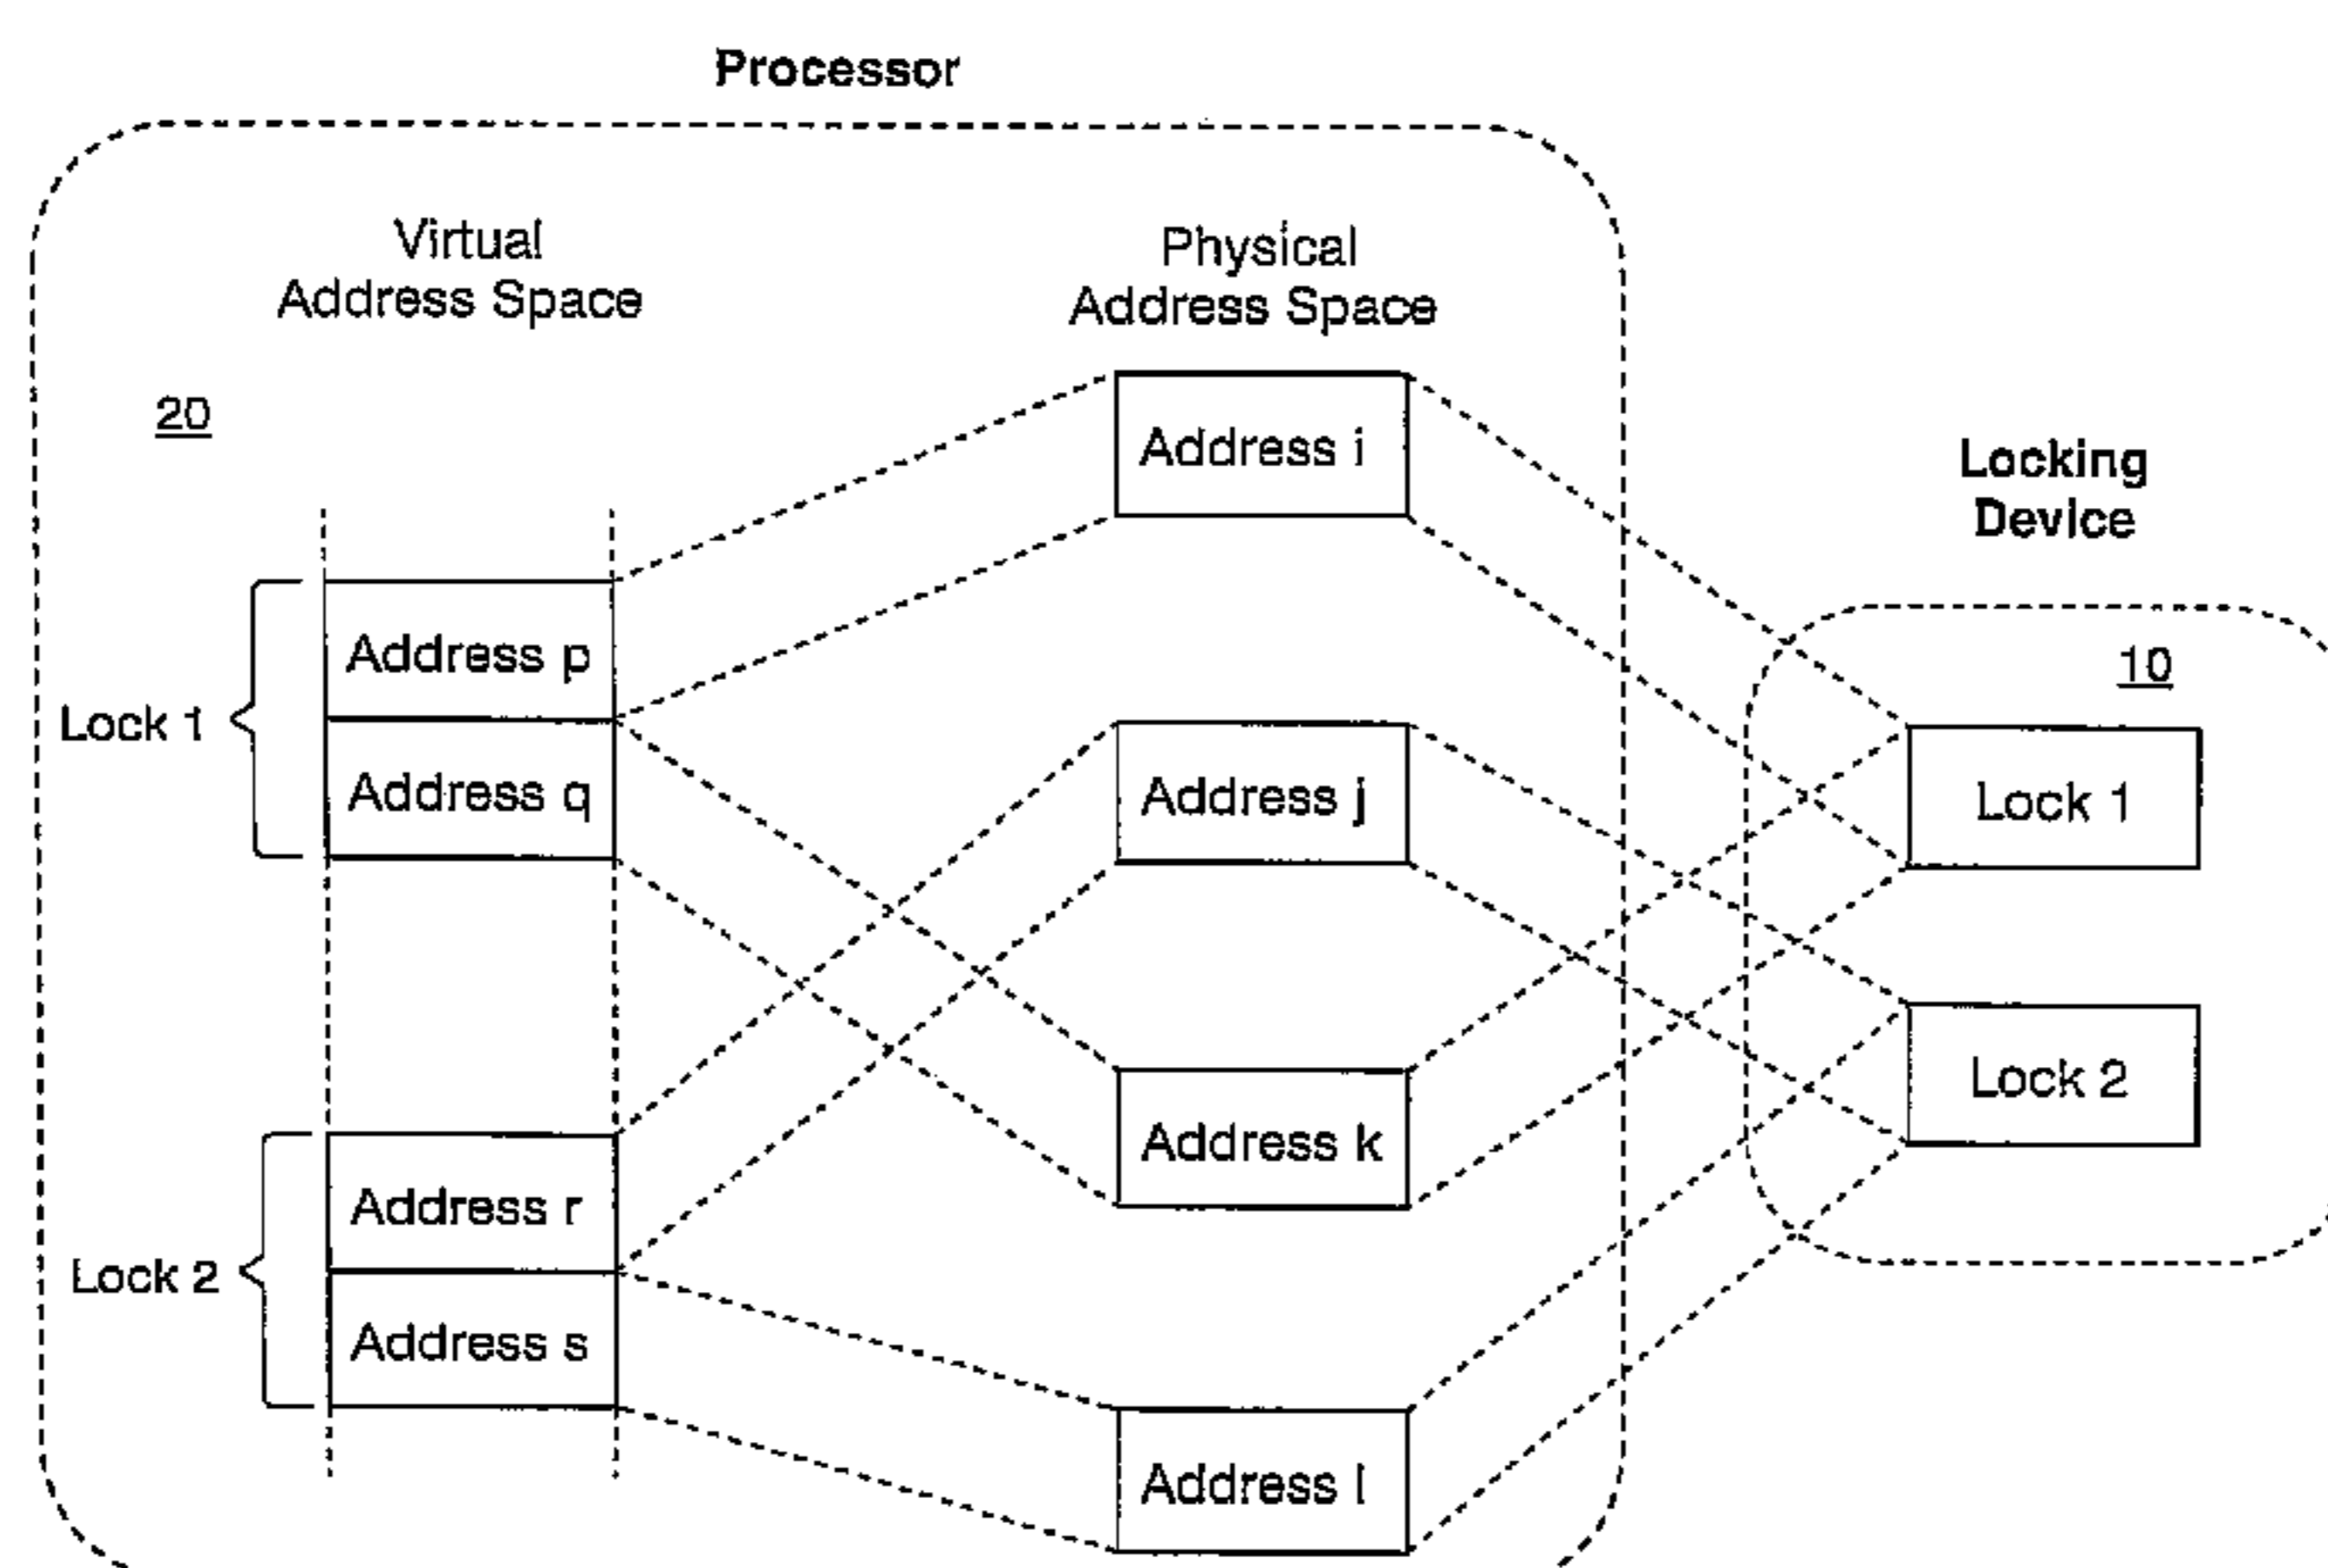 Processor
Virtual
Address Space
Physical
Address Space
20
Address i
Locking
Device
10
Address p
Lock 1
Address q
Address j
Lock 1
Address k
Lock 2
Address r
Lock 2
Address s
Address l